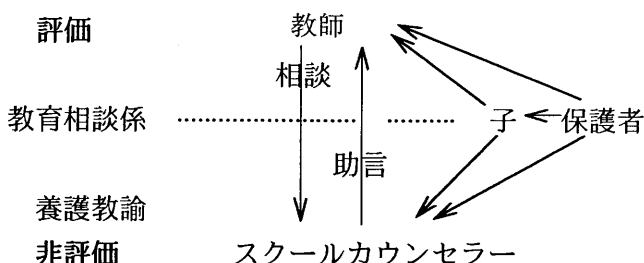 評価 教師
相談
教育相談係 子 保護者
助言
養護教諭
非評価 スクールカウンセラー